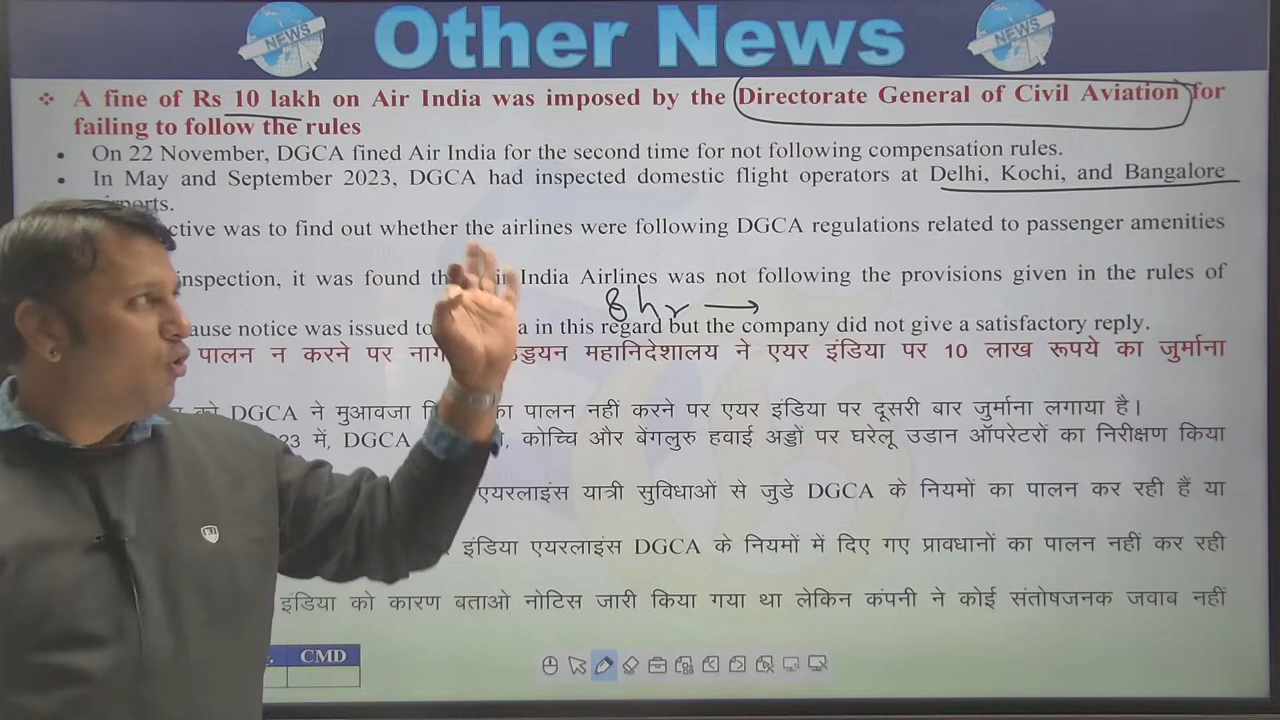 NEWS
Other News
NEWS
A fine of Rs 10 lakh on Air India was imposed by the Directorate General of Civil Aviation for
failing to follow the rules
On 22 November, DGCA fined Air India for the second time for not following compensation rules.
In May and September 2023, DGCA had inspected domestic flight operators at Delhi, Kochi, and Bangalore
was to find out whether the airlines were following DGCA regulations related to passenger amenities
inspection, it was found India Airlines was not following the provisions given in the rules of
8 hr →
notice was issued to in this regard but the company did not give a satisfactory reply.
पालन न करने पर महानिदेशालय ने एयर इंडिया पर 10 लाख रूपये का जुर्माना
को DGCA ने मुआवजा का पालन नहीं करने पर एयर इंडिया पर दूसरी बार जुर्माना लगाया है।
में, DGCA कोच्चि और बेंगलुरु हवाई अड्डों पर घरेलू उड़ान ऑपरेटरों का निरीक्षण किया
एयरलाइंस यात्री सुविधाओं से जुड़े DGCA के नियमों का पालन कर रही हैं या
इंडिया एयरलाइंस DGCA के नियमों में दिए गए प्रावधानों का पालन नहीं कर रही
इंडिया को कारण बताओ नोटिस जारी किया गया था लेकिन कंपनी ने कोई संतोषजनक जवाब नहीं
CMD